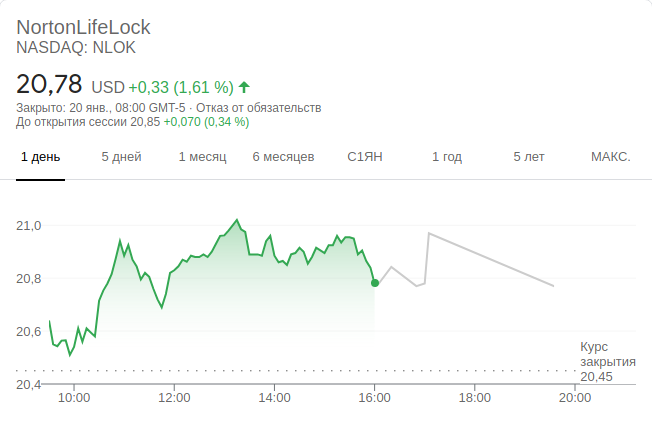 NortonLifeLock
NASDAQ: NLOK
20,78 USD +0,33 (1,61 %)
Закрыто: 20 янв., 08:00 GMT-5 · Отказ от обязательств
До открытия сессии 20,85 +0,070 (0,34 %)
1 день 5 дней 1 месяц 6 месяцев С1ЯН 1 год 5 лет МАКС.
21,0
20,8
20,6
Курс
закрытия
20,45
20,4
10:00 12:00 14:00 16:00 18:00 20:00